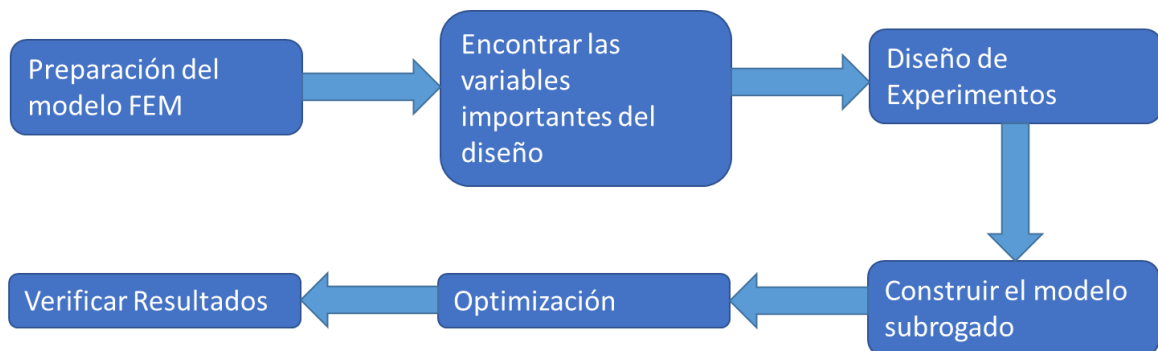 Preparación del
modelo FEM
Encontrar las
variables
importantes del
diseño
Diseño de
Experimentos
Construir el modelo
subrogado
Optimización
Verificar Resultados